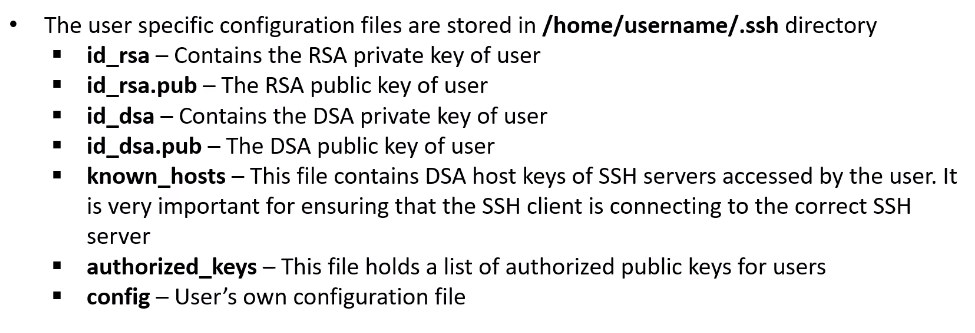 • The user specific configuration files are stored in /home/username/.ssh directory
▪ id_rsa – Contains the RSA private key of user
▪ id_rsa.pub – The RSA public key of user
▪ id_dsa – Contains the DSA private key of user
▪ id_dsa.pub – The DSA public key of user
▪ known_hosts – This file contains DSA host keys of SSH servers accessed by the user. It
is very important for ensuring that the SSH client is connecting to the correct SSH
server
▪ authorized_keys – This file holds a list of authorized public keys for users
▪ config – User’s own configuration file